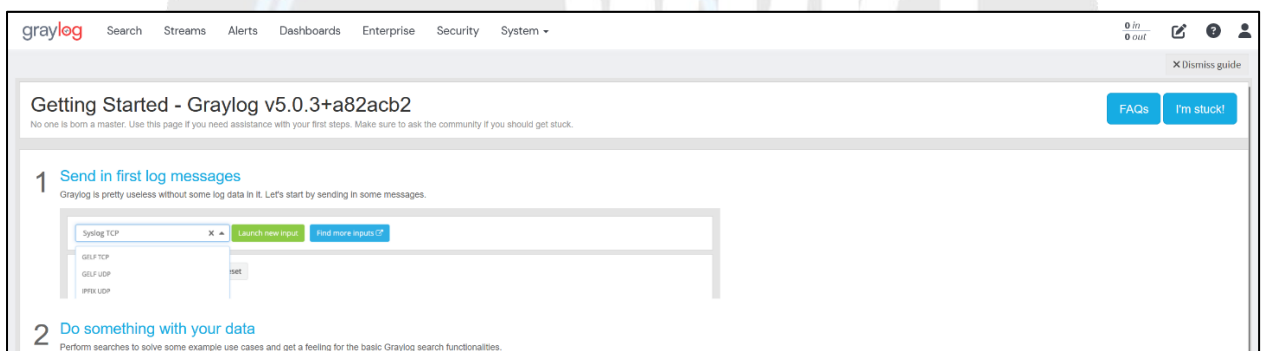 graylog Search Streams Alerts Dashboards Enterprise Security System
0 in
0 out
X Dismiss guide
Getting Started - Graylog v5.0.3+a82acb2
No one is born a master. Use this page if you need assistance with your first steps. Make sure to ask the community if you should get stuck.
FAQs I'm stuck!
1 Send in first log messages
Graylog is pretty useless without some log data in it. Let's start by sending in some messages.
Syslog TCP Launch new input Find more inputs
GELF TCP
GELF UDP
IPFIX UDP
2 Do something with your data
Perform searches to solve some example use cases and get a feeling for the basic Graylog search functionalities.